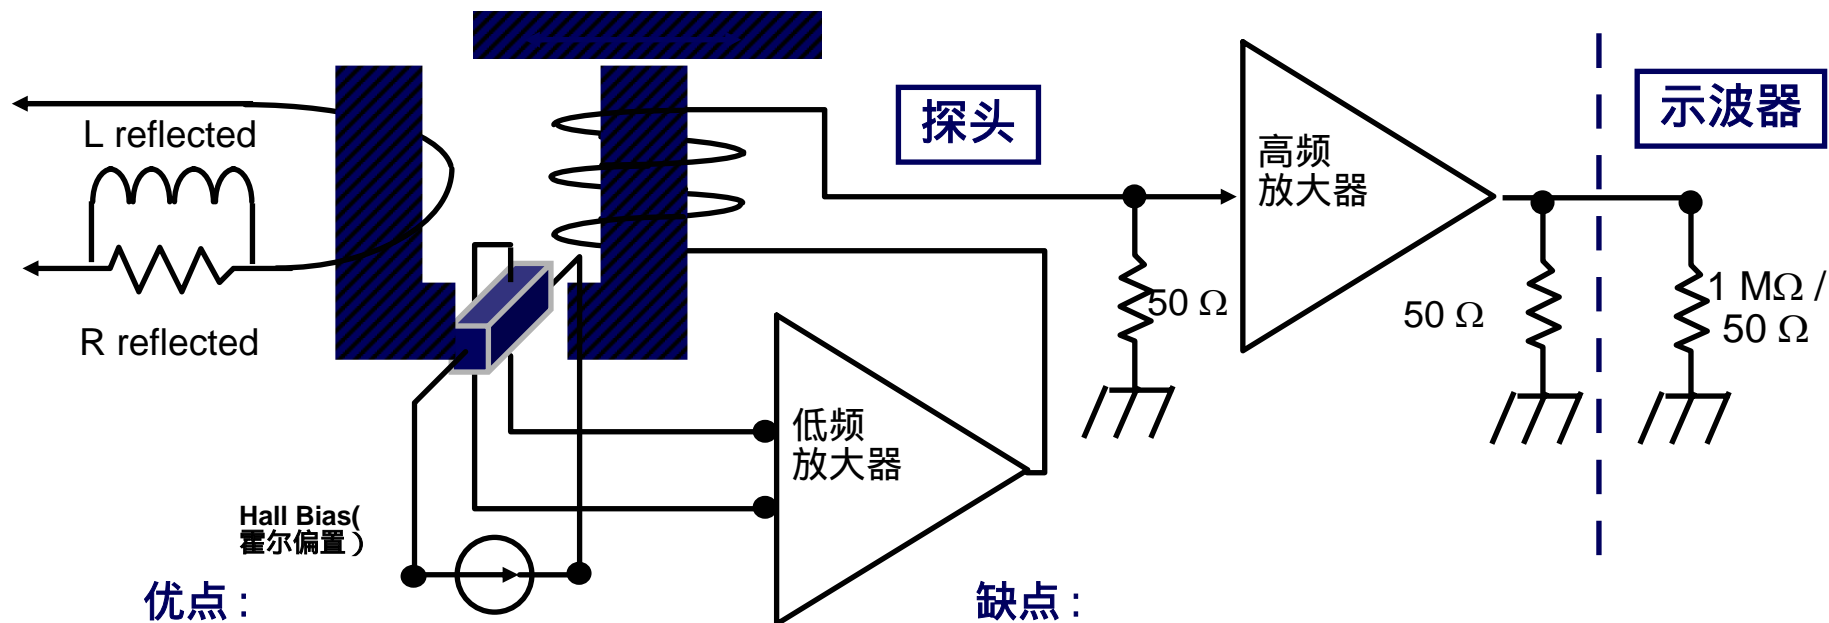 探头
示波器
L reflected
高频
放大器
50 Ω
50 Ω
1 MΩ /
50 Ω
R reflected
低频
放大器
Hall Bias(
霍尔偏置）
优点：
缺点：